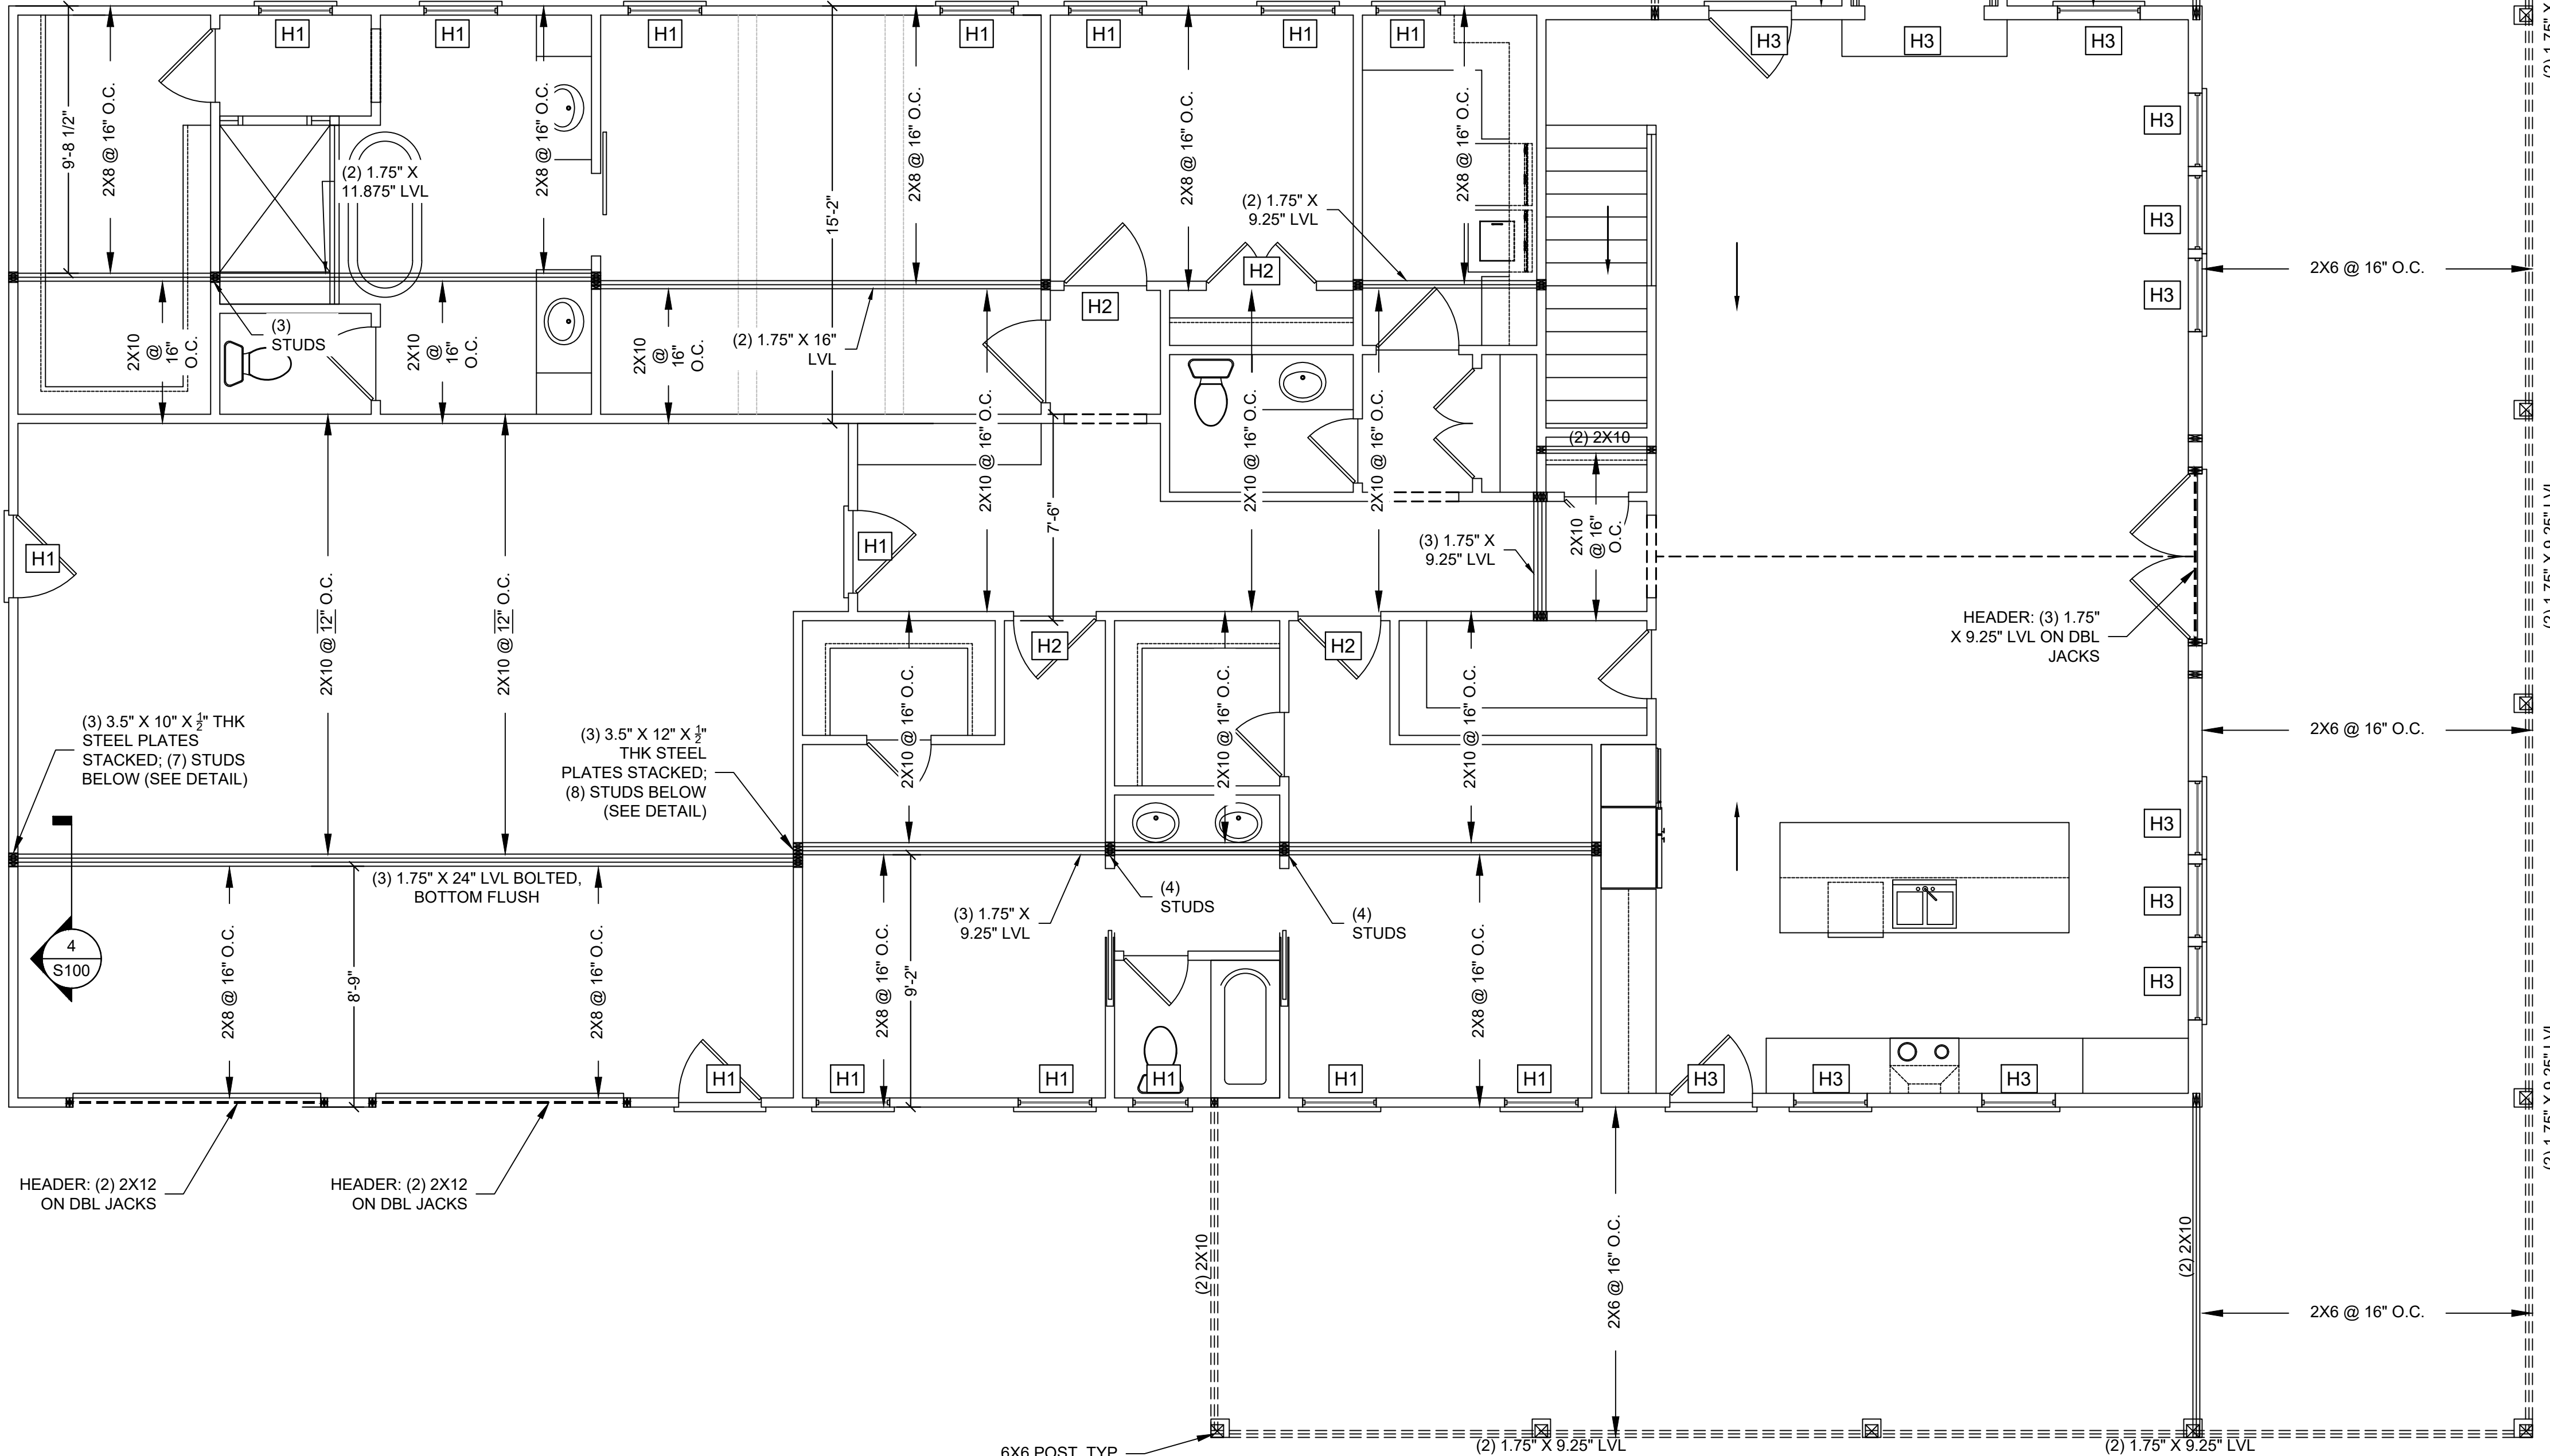 H1
H1
H1
H1
H1
H1
H1
H3
H3
H3
9'-8 1/2"
2X8 @ 16" O.C.
2X8 @ 16" O.C.
15'-2"
2X8 @ 16" O.C.
2X8 @ 16" O.C.
2X8 @ 16" O.C.
(2) 1.75" X
11.875" LVL
(2) 1.75" X
9.25" LVL
H3
H3
H3
H2
H2
2X6 @ 16" O.C.
(3)
STUDS
2X10
@
16"
O.C.
2X10
@
16"
O.C.
2X10
@
16"
O.C.
(2) 1.75" X 16"
LVL
2X10 @ 16" O.C.
2X10 @ 16" O.C.
2X10 @ 16" O.C.
(2) 2X10
7'-6"
H1
H1
(3) 1.75" X
9.25" LVL
2X10
@ 16"
O.C.
(2) 1.75" X 9.25" LVL
HEADER: (3) 1.75"
X 9.25" LVL ON DBL
JACKS
2X10 @ 12" O.C.
2X10 @ 12" O.C.
H2
H2
2X10 @ 16" O.C.
2X10 @ 16" O.C.
2X10 @ 16" O.C.
2X6 @ 16" O.C.
(3) 3.5" X 10" X 1/2" THK
STEEL PLATES
STACKED; (7) STUDS
BELOW (SEE DETAIL)
(3) 3.5" X 12" X 1/2"
THK STEEL
PLATES STACKED;
(8) STUDS BELOW
(SEE DETAIL)
H3
H3
H3
(3) 1.75" X 24" LVL BOLTED,
BOTTOM FLUSH
(3) 1.75" X
9.25" LVL
(4)
STUDS
(4)
STUDS
4
S100
2X8 @ 16" O.C.
8'-9"
2X8 @ 16" O.C.
2X8 @ 16" O.C.
9'-2"
2X8 @ 16" O.C.
H1
H1
H1
H1
H1
H1
H3
H3
H3
HEADER: (2) 2X12
ON DBL JACKS
HEADER: (2) 2X12
ON DBL JACKS
(2) 2X10
2X6 @ 16" O.C.
(2) 2X10
2X6 @ 16" O.C.
6X6 POST, TYP
(2) 1.75" X 9.25" LVL
(2) 1.75" X 9.25" LVL